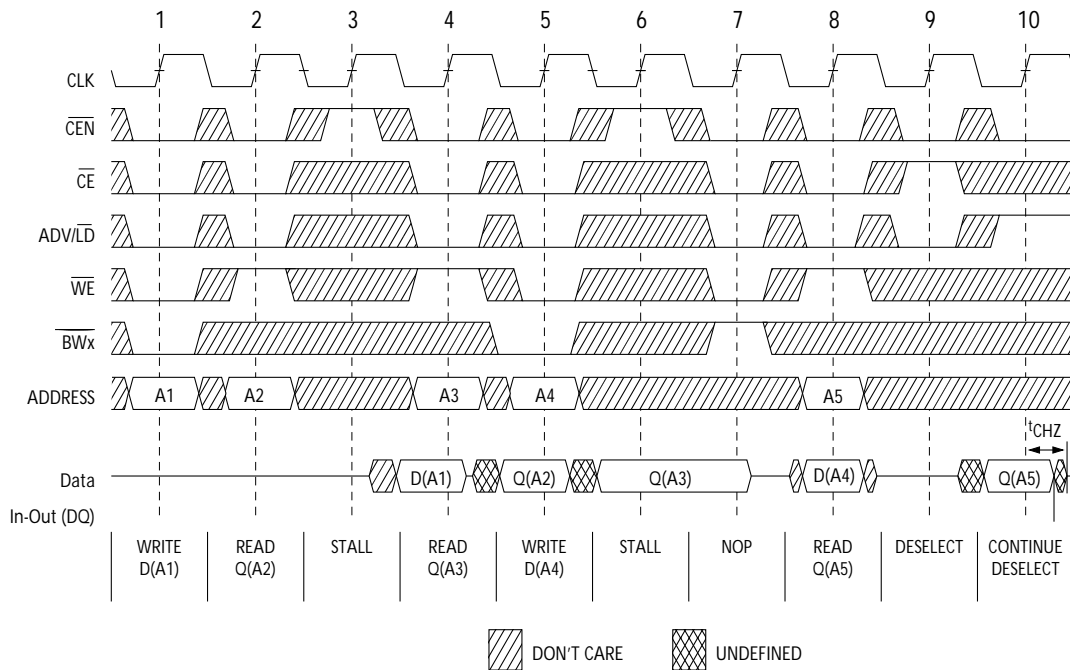 1 2 3 4 5 6 7 8 9 10
CLK
CEN
CE
ADV/LD
WE
BWx
ADDRESS A1 A2 A3 A4 A5
tCHZ
Data D(A1) Q(A2) Q(A3) D(A4) Q(A5)
In-Out (DQ)
WRITE READ STALL READ WRITE STALL NOP READ DESELECT CONTINUE
D(A1) Q(A2) Q(A3) D(A4) Q(A5) DESELECT
DON'T CARE UNDEFINED